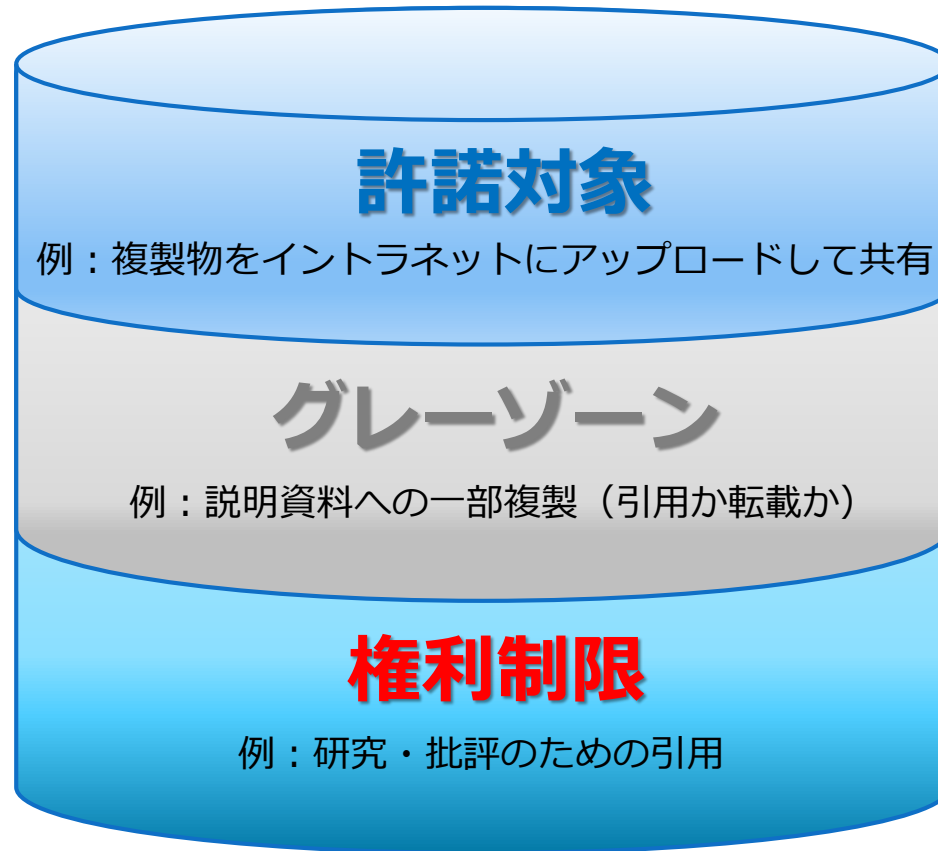 許諾対象
例：複製物をイントラネットにアップロードして共有
グレーゾーン
例：説明資料への一部複製（引用か転載か）
権利制限
例：研究・批評のための引用